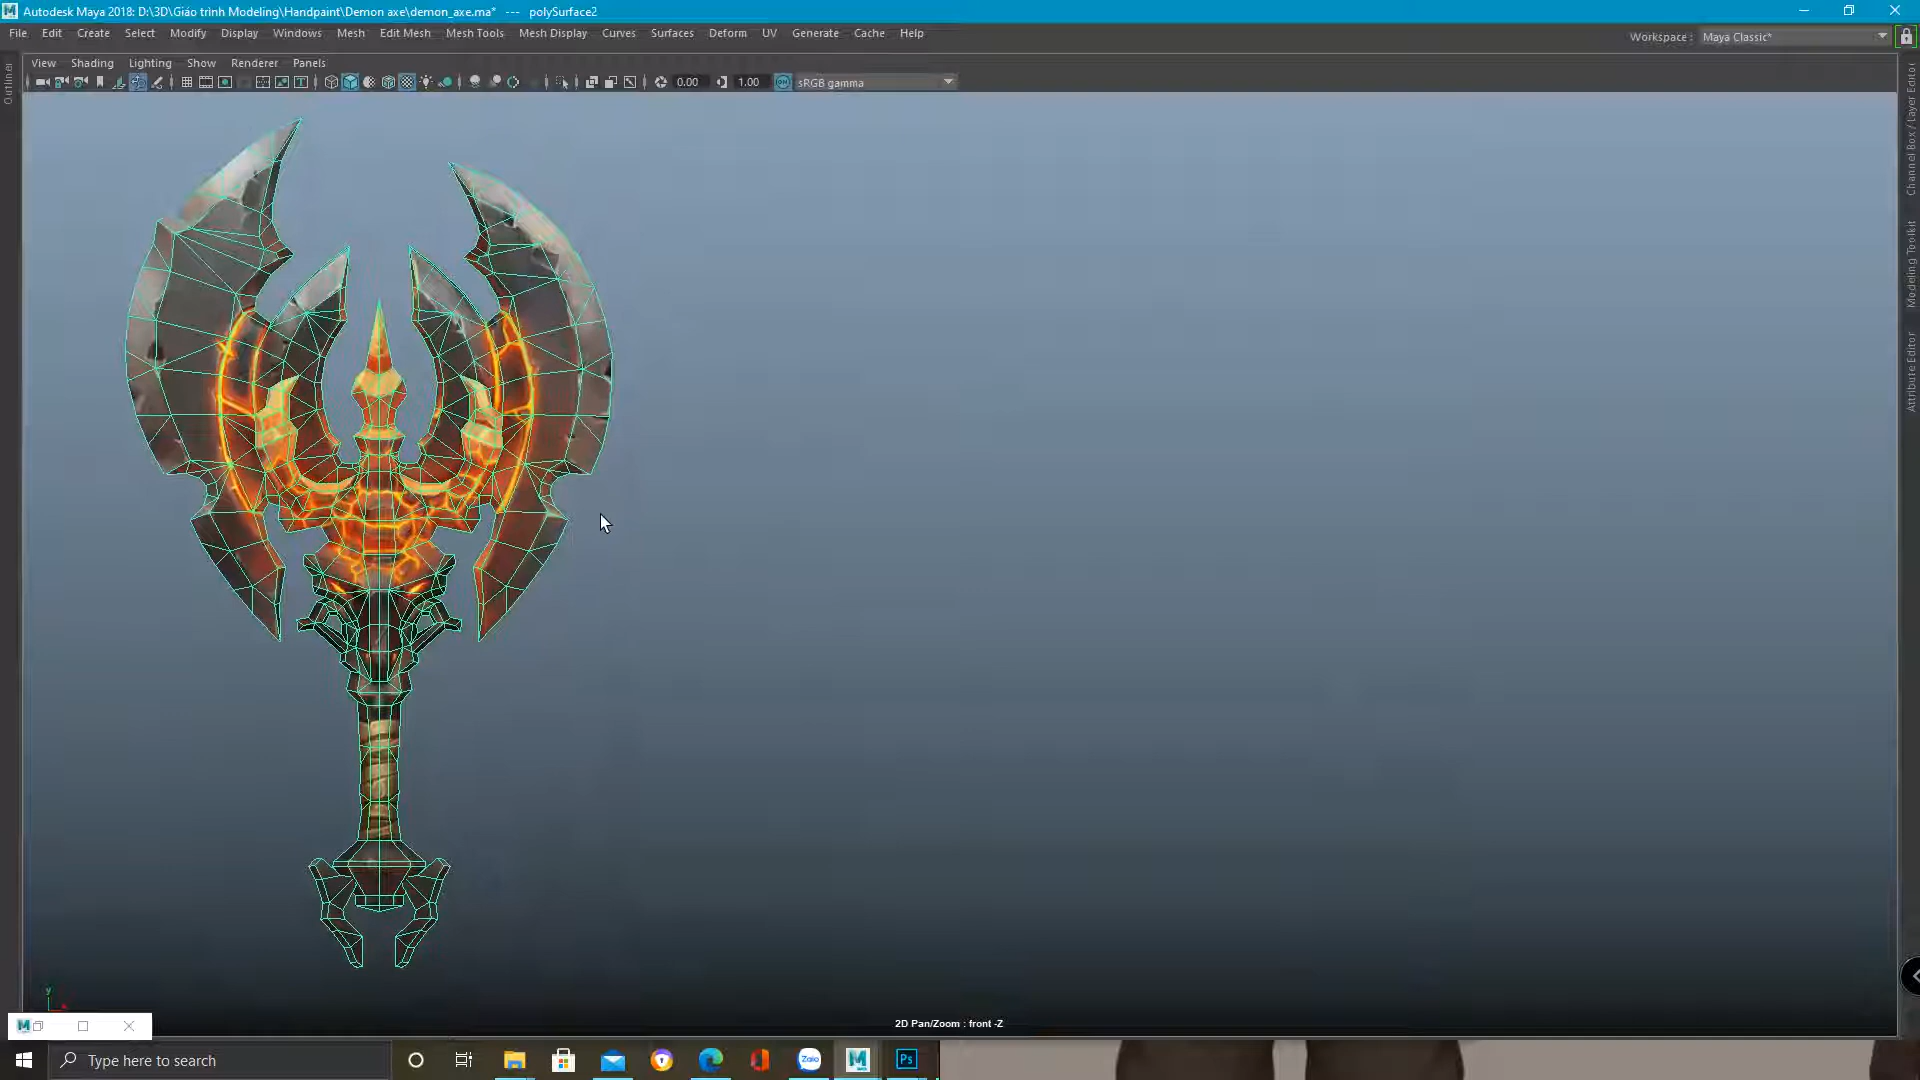 Autodesk Maya 2018: D:\3D\Giáo trình Modeling\Handpaint\Demon axe\demon_axe.ma* --- polySurface2
File Edit Create Select Modify Display Windows Mesh Edit Mesh Mesh Tools Mesh Display Curves Surfaces Deform UV Generate Cache Help
Workspace : Maya Classic*
View Shading Lighting Show Renderer Panels
0.00 1.00 sRGB gamma
Outliner
Channel Box / Layer Editor
Modeling Toolkit
Attribute Editor
y
2D Pan/Zoom : front -Z
Type here to search
Zalo
Ps